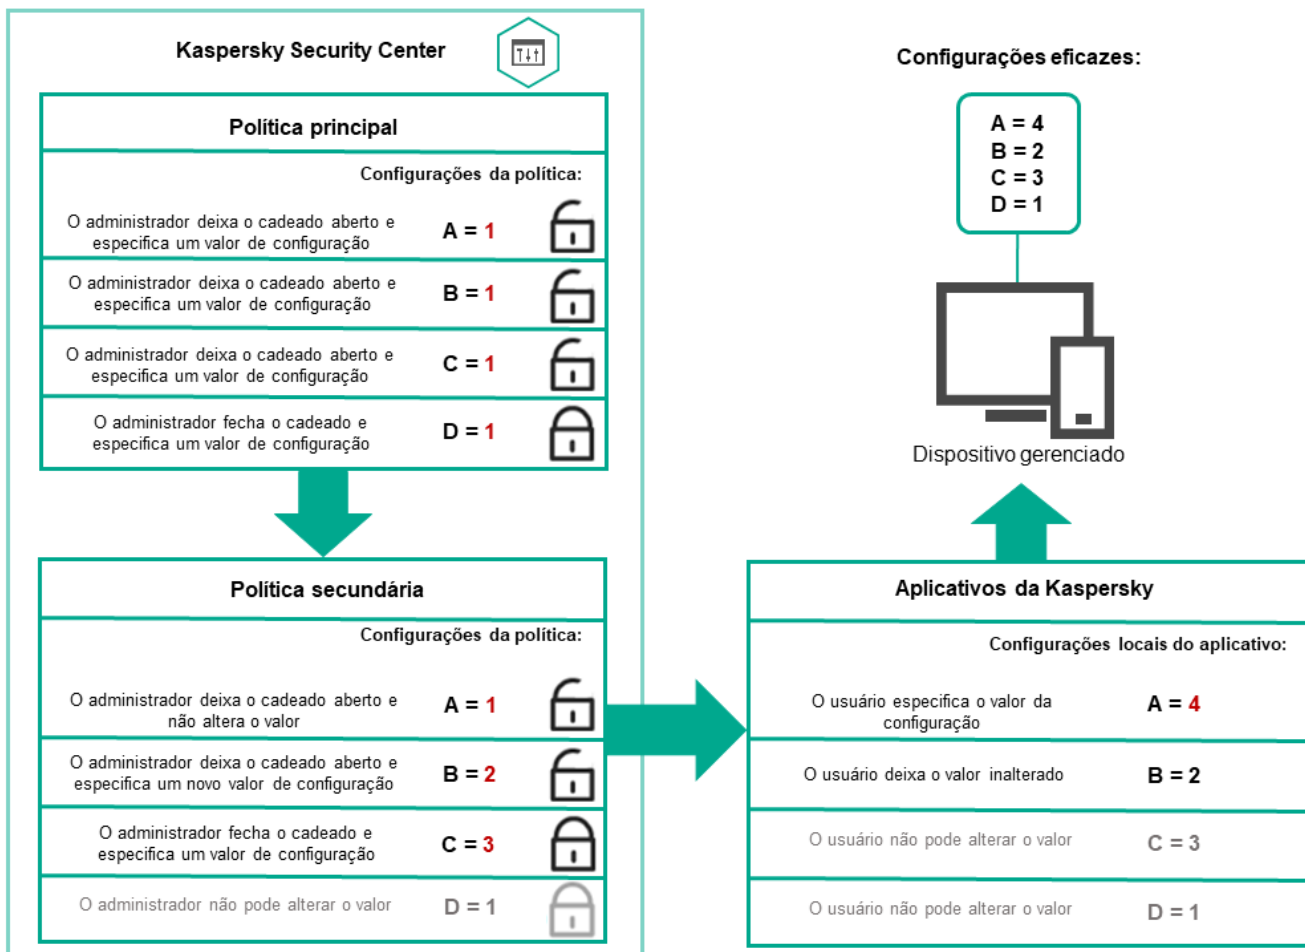 Kaspersky Security Center
Política principal
Configurações da política:
O administrador deixa o cadeado aberto e
especifica um valor de configuração
A = 1
O administrador deixa o cadeado aberto e
especifica um valor de configuração
B = 1
O administrador deixa o cadeado aberto e
especifica um valor de configuração
C = 1
O administrador fecha o cadeado e
especifica um valor de configuração
D = 1
Política secundária
Configurações da política:
O administrador deixa o cadeado aberto e
não altera o valor
A = 1
O administrador deixa o cadeado aberto e
especifica um novo valor de configuração
B = 2
O administrador fecha o cadeado e
especifica um valor de configuração
C = 3
O administrador não pode alterar o valor
D = 1
Configurações eficazes:
A = 4
B = 2
C = 3
D = 1
Dispositivo gerenciado
Aplicativos da Kaspersky
Configurações locais do aplicativo:
O usuário especifica o valor da
configuração
A = 4
O usuário deixa o valor inalterado
B = 2
O usuário não pode alterar o valor
C = 3
O usuário não pode alterar o valor
D = 1